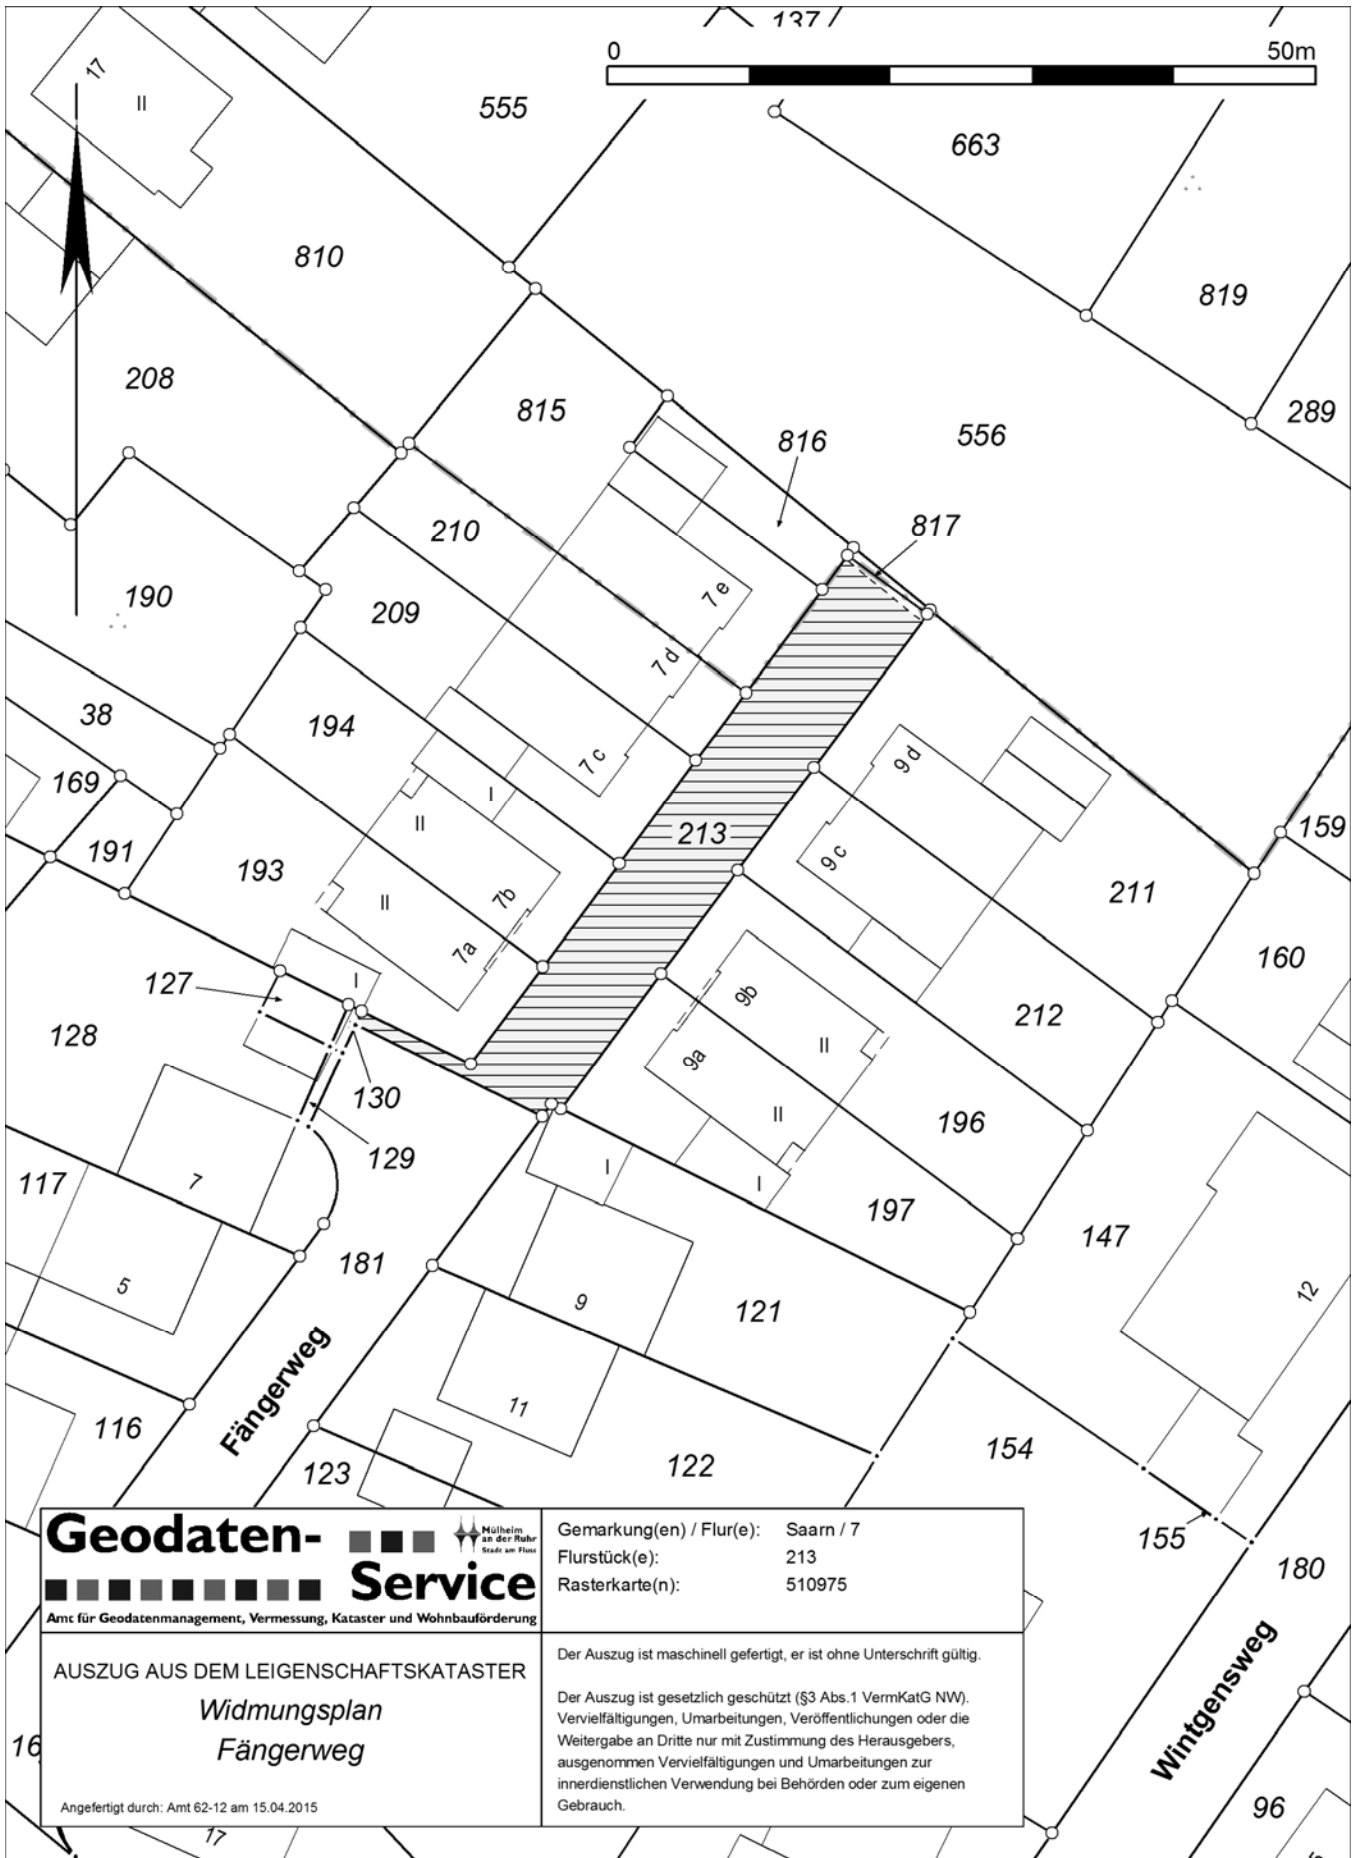 137
0 50m
17
II
555
663
810
819
208
815
289
816
556
817
210
7 e
190
209
7 d
38
194
7 c
9 d
169
I
II
213
159
191
193
9 c
II
7b
211
7a
127
I
9b
160
128
212
II
9a
130
II
196
129
I
117
7
I
197
147
181
5
9
121
12
Fängerweg
11
116
154
123
122
155
180
Geodaten-
Mülheim
an der Ruhr
Stadt am Fluss
Service
Amt für Geodatenmanagement, Vermessung, Kataster und Wohnbauförderung
Gemarkung(en) / Flur(e): Saarn / 7
Flurstück(e): 213
Rasterkarte(n): 510975
AUSZUG AUS DEM LEIGENSCHAFTSKATASTER
Widmungsplan
Fängerweg
Angefertigt durch: Amt 62-12 am 15.04.2015
Der Auszug ist maschinell gefertigt, er ist ohne Unterschrift gültig.
Der Auszug ist gesetzlich geschützt (§3 Abs.1 VermKatG NW).
Vervielfältigungen, Umarbeitungen, Veröffentlichungen oder die
Weitergabe an Dritte nur mit Zustimmung des Herausgebers,
ausgenommen Vervielfältigungen und Umarbeitungen zur
innerdienstlichen Verwendung bei Behörden oder zum eigenen
Gebrauch.
Wintgensweg
96
17